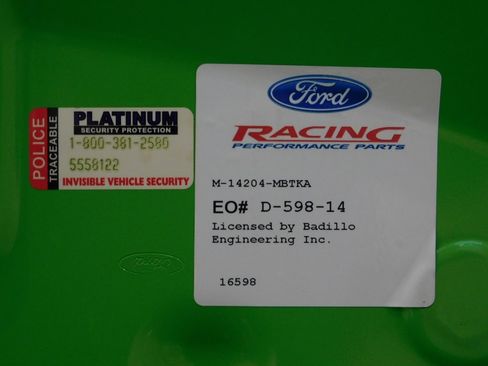 POLICE
TRACEABLE
PLATINUM
SECURITY PROTECTION
1-800-381-2580
5558122
INVISIBLE VEHICLE SECURITY
Ford
RACING
PERFORMANCE PARTS
M-14204-MBTKA
EO# D-598-14
Licensed by Badillo
Engineering Inc.
16598
Ford